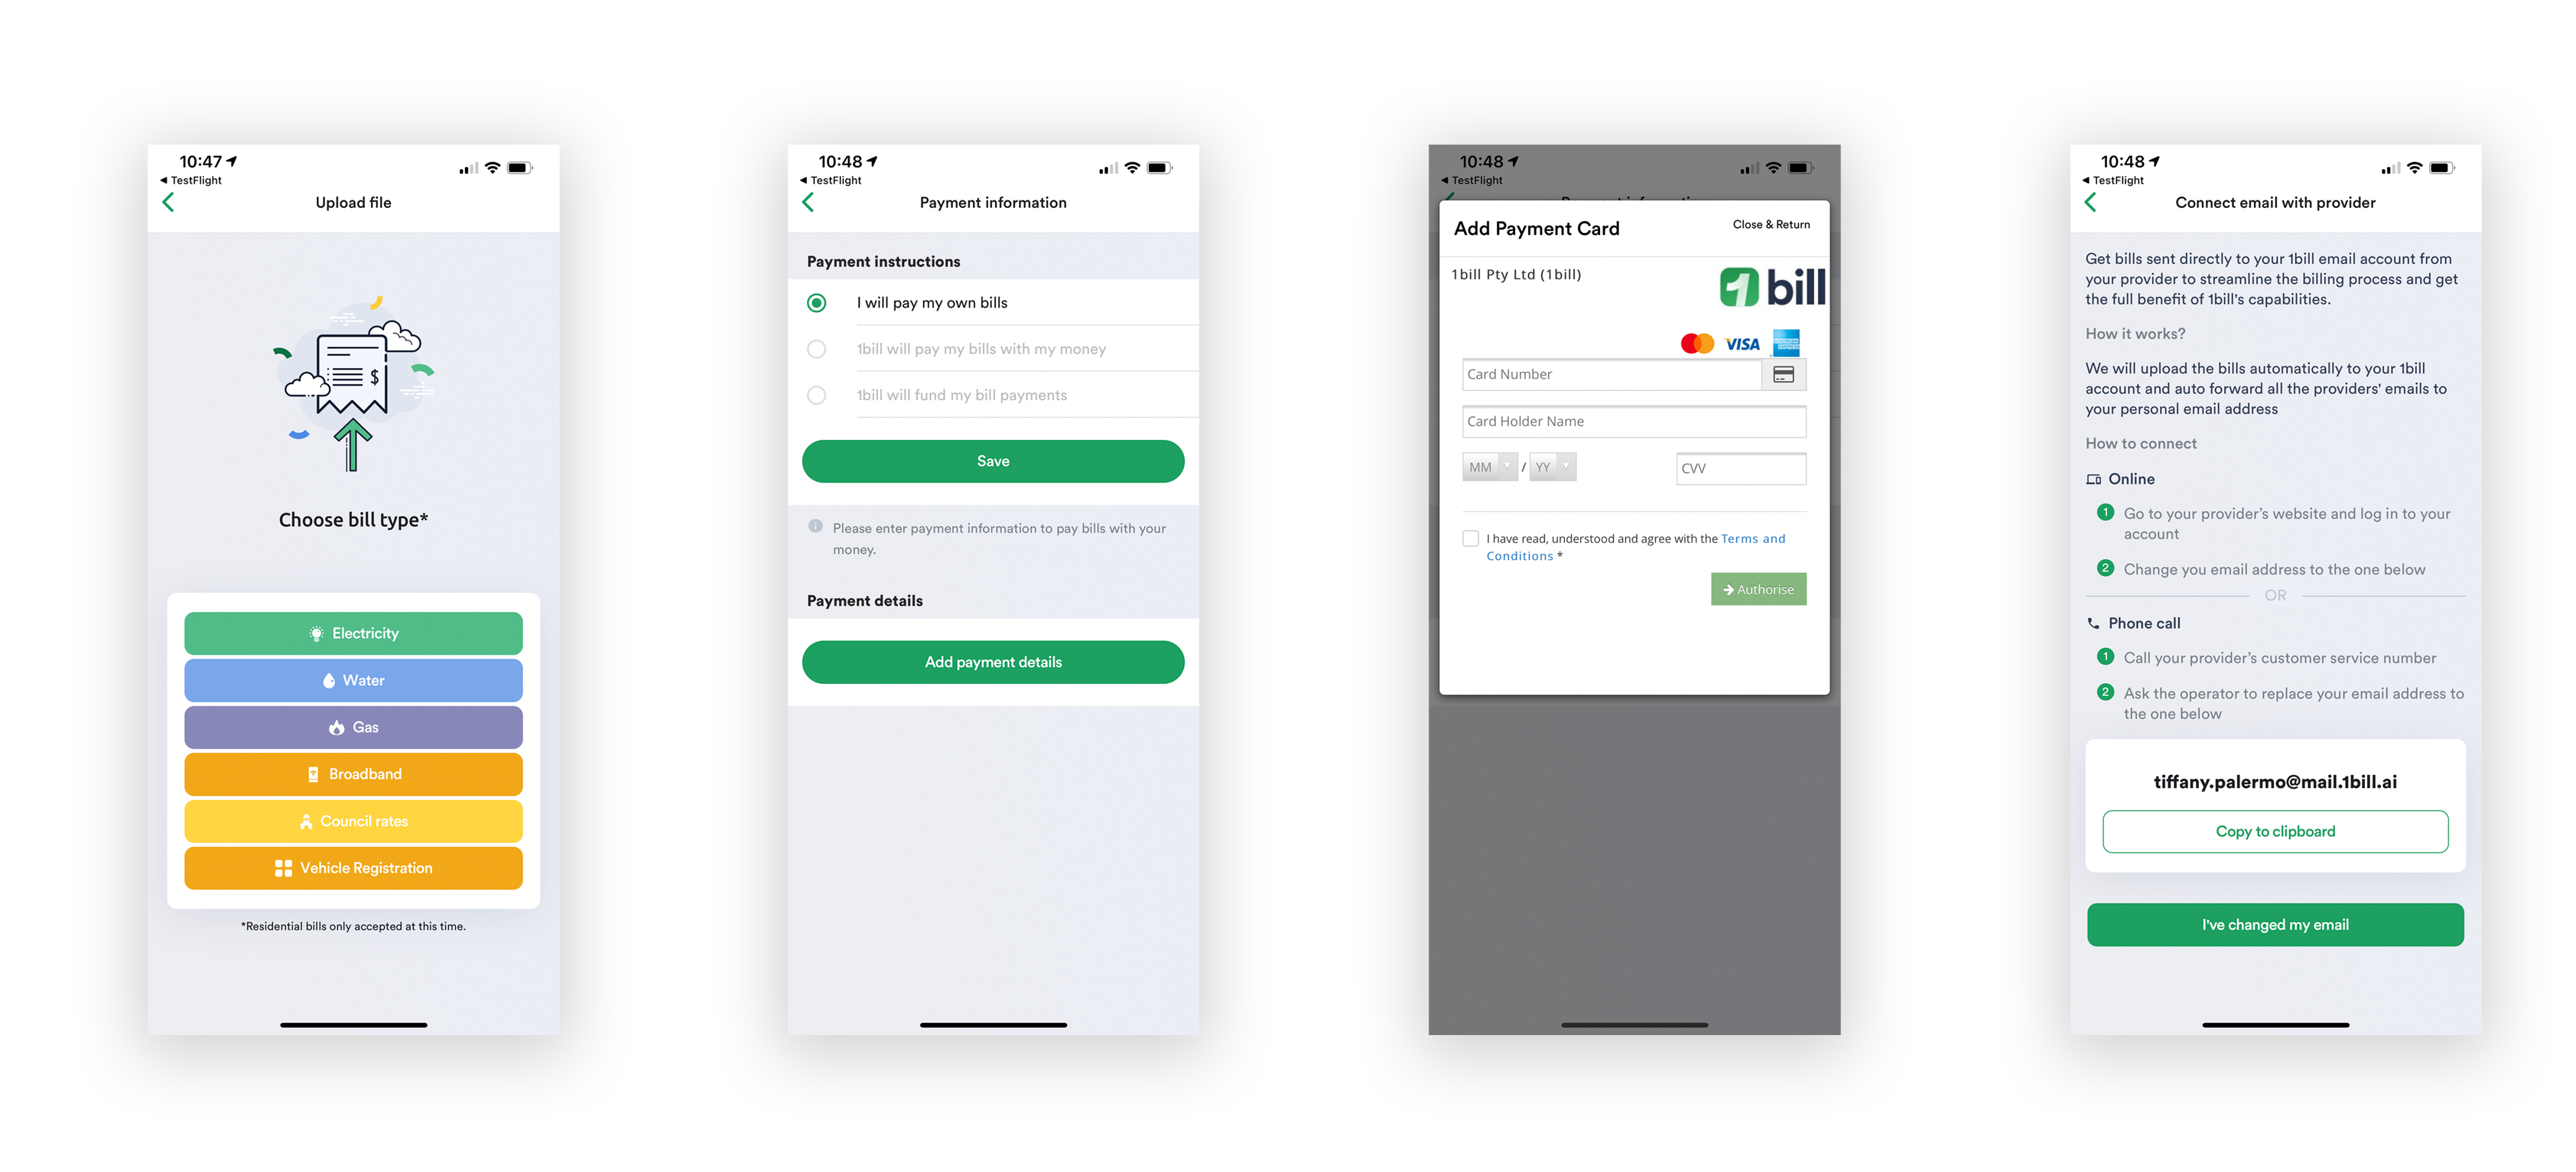 10:47
◀ TestFlight
Upload file
$
Choose bill type*
Electricity
Water
Gas
Broadband
Council rates
Vehicle Registration
*Residential bills only accepted at this time.
10:48
◀ TestFlight
Payment information
Payment instructions
I will pay my own bills
1bill will pay my bills with my money
1bill will fund my bill payments
Save
Please enter payment information to pay bills with your
money.
Payment details
Add payment details
10:48
◀ TestFlight
Add Payment Card
Close & Return
1bill Pty Ltd (1bill)
1bill
VISA
AMERICAN EXPRESS
Card Number
Card Holder Name
MM / YY
CVV
I have read, understood and agree with the Terms and
Conditions *
Authorise
10:48
◀ TestFlight
Connect email with provider
Get bills sent directly to your 1bill email account from
your provider to streamline the billing process and get
the full benefit of 1bill's capabilities.
How it works?
We will upload the bills automatically to your 1bill
account and auto forward all the providers' emails to
your personal email address
How to connect
Online
1 Go to your provider's website and log in to your
account
2 Change you email address to the one below
OR
Phone call
1 Call your provider's customer service number
2 Ask the operator to replace your email address to
the one below
tiffany.palermo@mail.1bill.ai
Copy to clipboard
I've changed my email